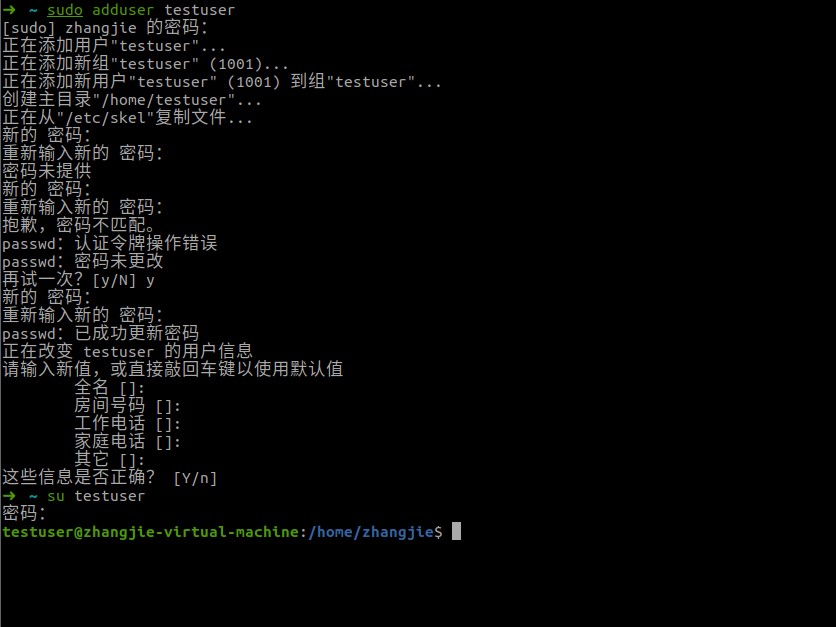 ➜ ~ sudo adduser testuser
[sudo] zhangjie 的密码：
正在添加用户"testuser"...
正在添加新组"testuser" (1001)...
正在添加新用户"testuser" (1001) 到组"testuser"...
创建主目录"/home/testuser"...
正在从"/etc/skel"复制文件...
新的 密码：
重新输入新的 密码：
密码未提供
新的 密码：
重新输入新的 密码：
抱歉，密码不匹配。
passwd：认证令牌操作错误
passwd：密码未更改
再试一次？[y/N] y
新的 密码：
重新输入新的 密码：
passwd：已成功更新密码
正在改变 testuser 的用户信息
请输入新值，或直接敲回车键以使用默认值
全名 []:
房间号码 []:
工作电话 []:
家庭电话 []:
其它 []:
这些信息是否正确？ [Y/n]
➜ ~ su testuser
密码：
testuser@zhangjie-virtual-machine:/home/zhangjie$